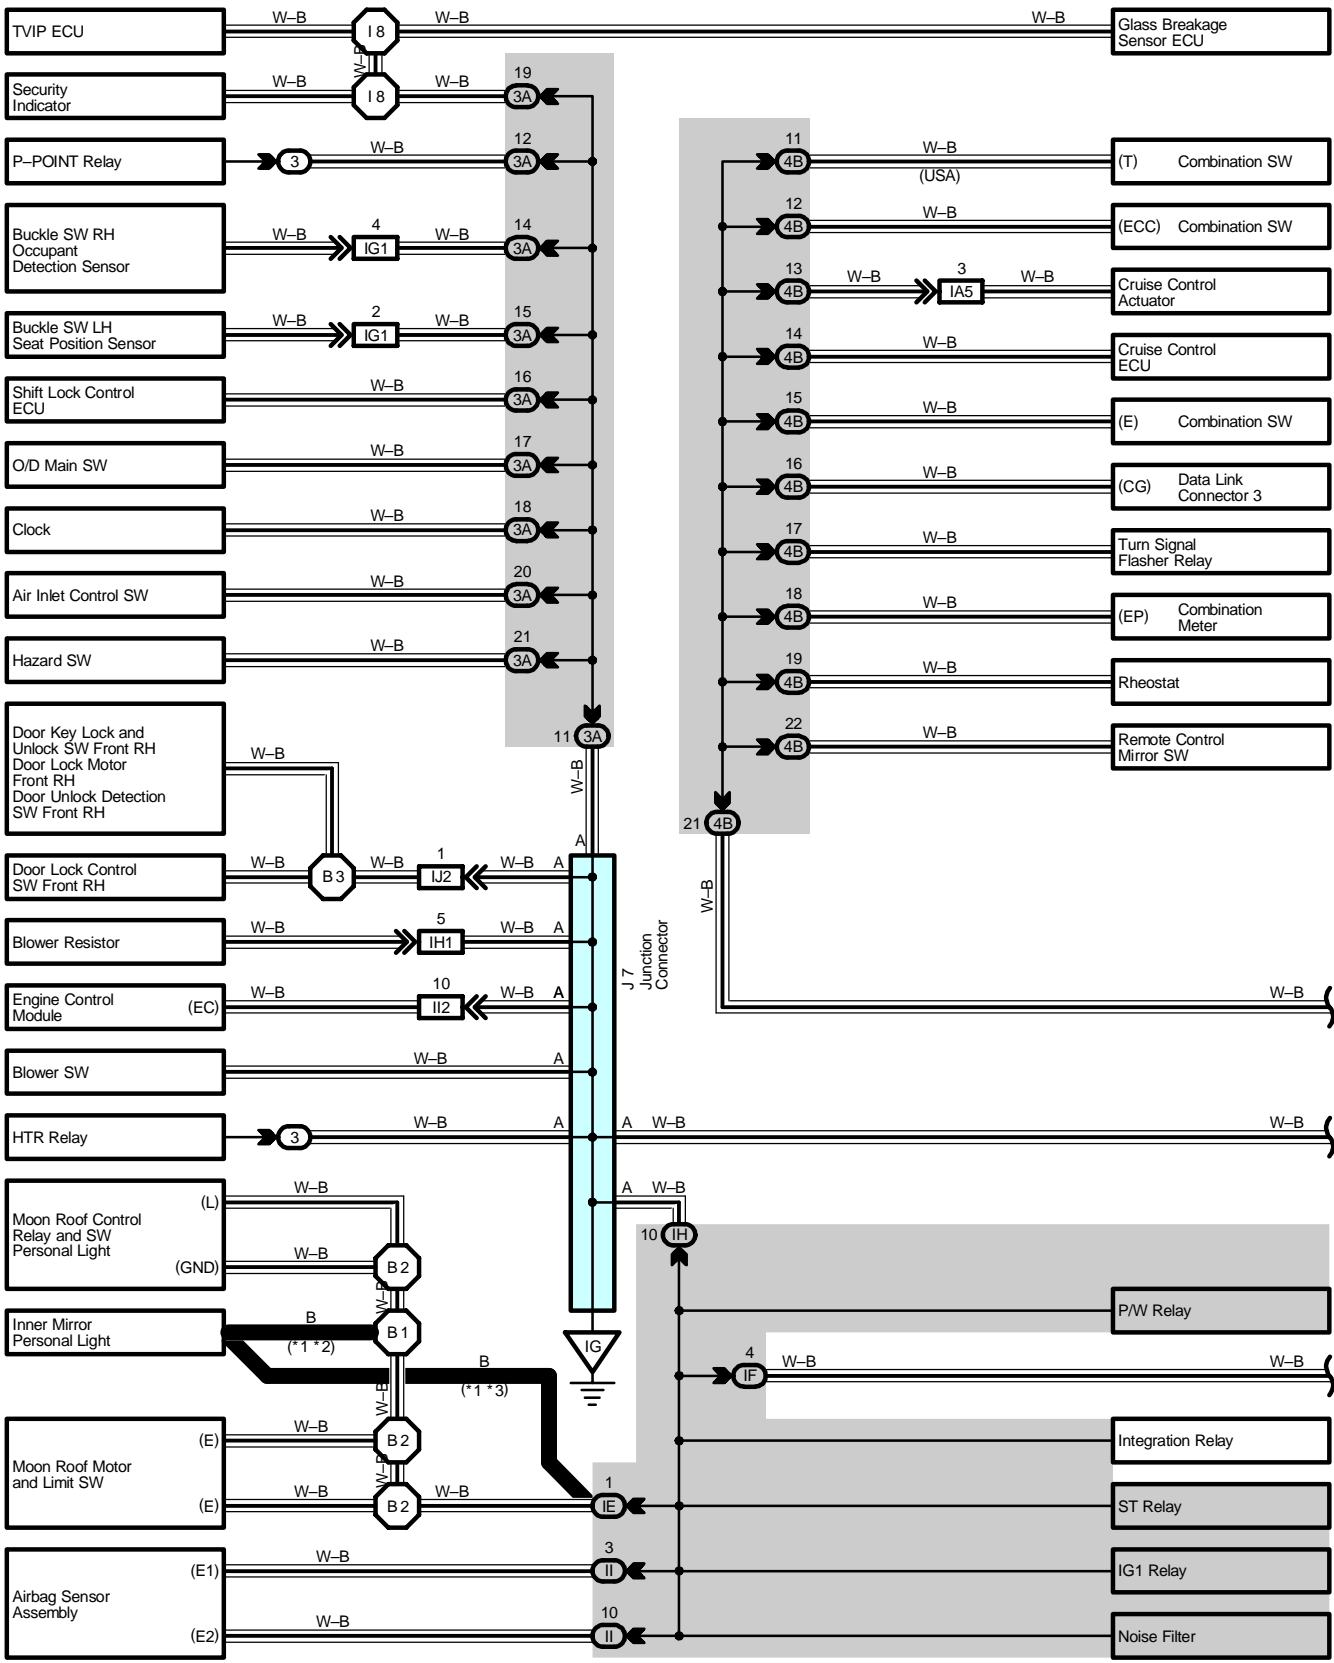 TVIP ECU
W–B
I 8
W–B
W–B
Glass Breakage
Sensor ECU
W–B
Security
Indicator
W–B
I 8
W–B
19
3A
P–POINT Relay
3
W–B
12
3A
11
4B
W–B
(USA)
(T)
Combination SW
Buckle SW RH
Occupant
Detection Sensor
W–B
4
IG1
W–B
14
3A
12
4B
W–B
(ECC)
Combination SW
13
4B
W–B
3
IA5
W–B
Cruise Control
Actuator
Buckle SW LH
Seat Position Sensor
W–B
2
IG1
W–B
15
3A
14
4B
W–B
Cruise Control
ECU
Shift Lock Control
ECU
W–B
16
3A
15
4B
W–B
(E)
Combination SW
O/D Main SW
W–B
17
3A
16
4B
W–B
(CG)
Data Link
Connector 3
Clock
W–B
18
3A
17
4B
W–B
Turn Signal
Flasher Relay
Air Inlet Control SW
W–B
20
3A
18
4B
W–B
(EP)
Combination
Meter
Hazard SW
W–B
21
3A
19
4B
W–B
Rheostat
22
4B
W–B
Remote Control
Mirror SW
Door Key Lock and
Unlock SW Front RH
Door Lock Motor
Front RH
Door Unlock Detection
SW Front RH
W–B
11
3A
W–B
A
21
4B
W–B
Door Lock Control
SW Front RH
W–B
B 3
W–B
1
IJ2
W–B
A
Blower Resistor
W–B
5
IH1
W–B
A
J 7
Junction
Connector
Engine Control
Module
(EC)
W–B
10
II2
W–B
A
W–B
Blower SW
W–B
A
HTR Relay
3
W–B
A
A
W–B
W–B
Moon Roof Control
Relay and SW
Personal Light
(L)
W–B
(GND)
W–B
B 2
W–B
A
W–B
10
IH
P/W Relay
Inner Mirror
Personal Light
B
(*1 *2)
B 1
W–B
B
(*1 *3)
IG
4
IF
W–B
W–B
Moon Roof Motor
and Limit SW
(E)
W–B
B 2
W–B
Integration Relay
(E)
W–B
B 2
W–B
1
IE
ST Relay
Airbag Sensor
Assembly
(E1)
W–B
3
II
IG1 Relay
(E2)
W–B
10
II
Noise Filter